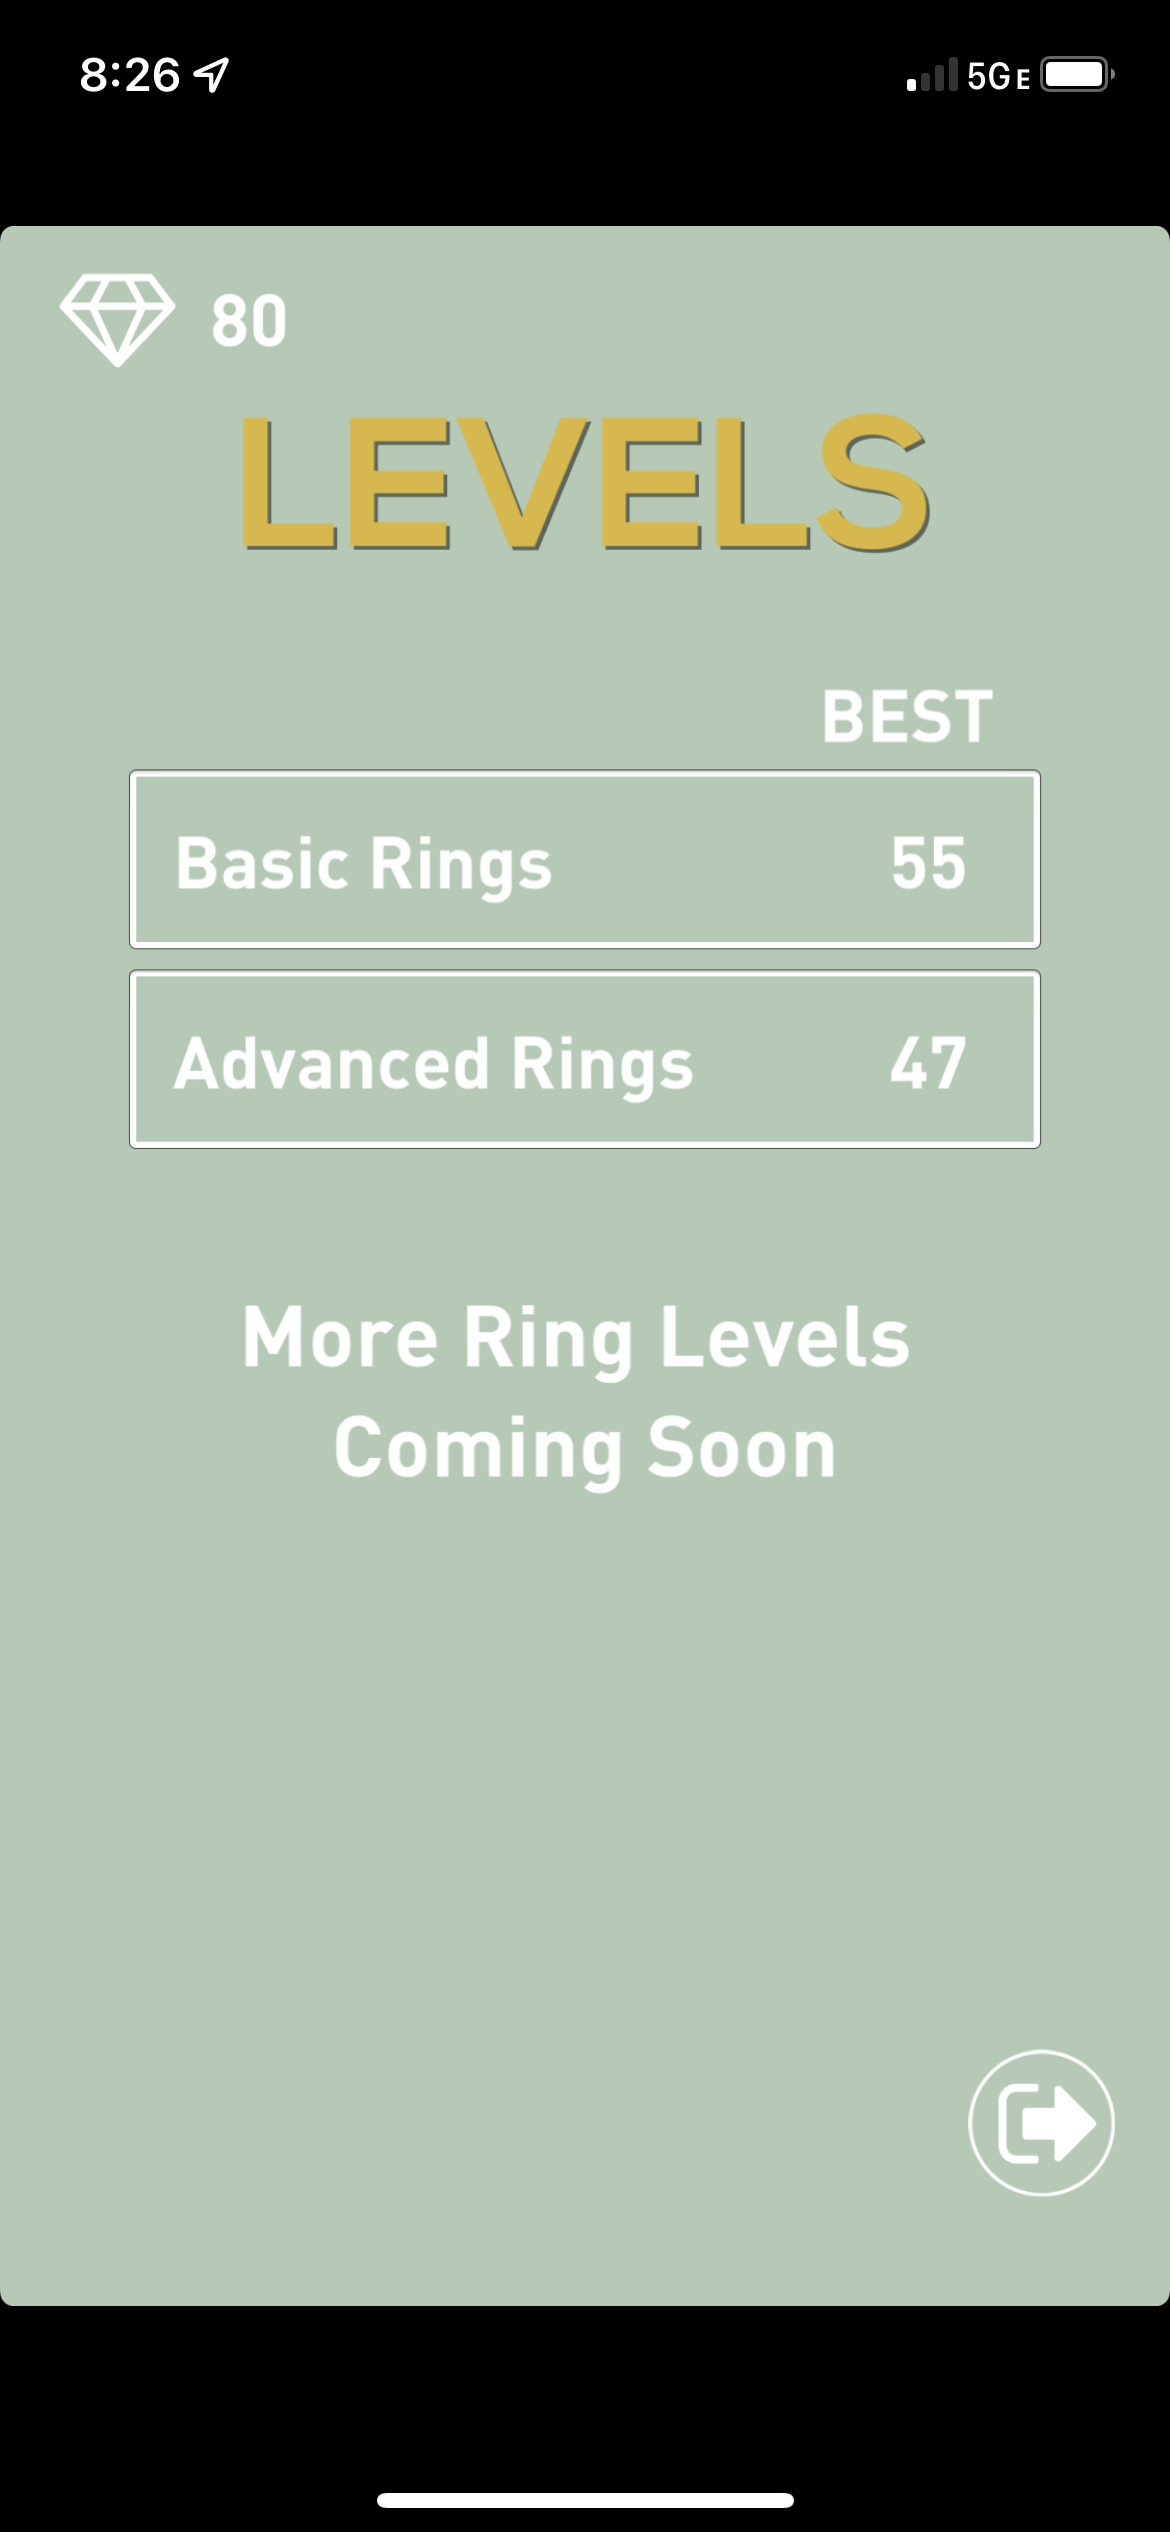 8:26 5GE
80
LEVELS
BEST
Basic Rings 55
Advanced Rings 47
More Ring Levels
Coming Soon